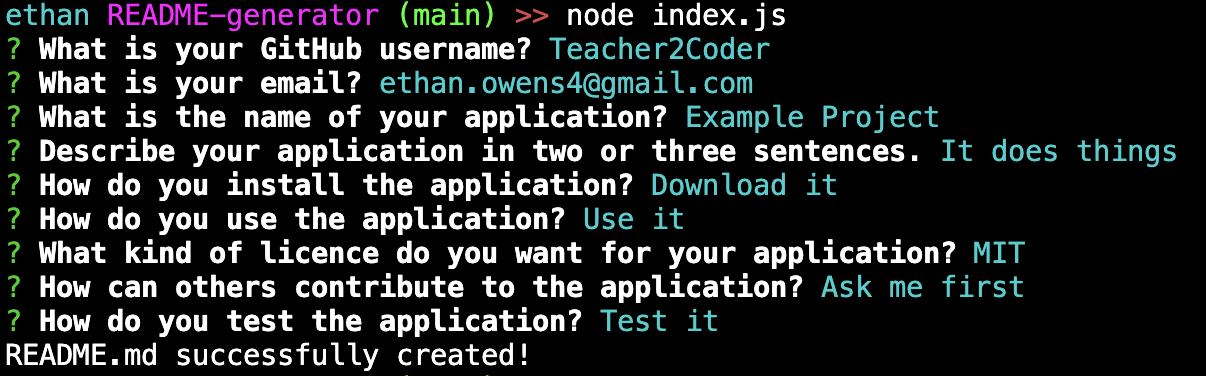 ethan README-generator (main) >> node index.js
? What is your GitHub username? Teacher2Coder
? What is your email? ethan.owens4@gmail.com
? What is the name of your application? Example Project
? Describe your application in two or three sentences. It does things
? How do you install the application? Download it
? How do you use the application? Use it
? What kind of licence do you want for your application? MIT
? How can others contribute to the application? Ask me first
? How do you test the application? Test it
README.md successfully created!